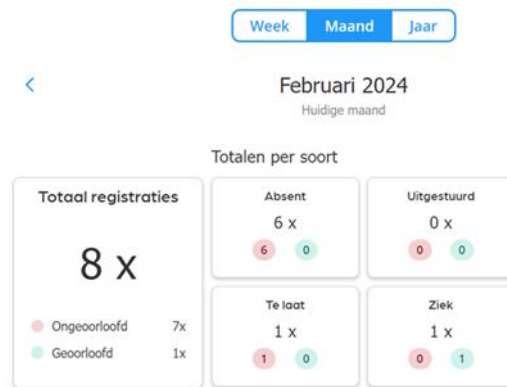 Week Maand Jaar
Februari 2024
Huidige maand
Totalen per soort
Totaal registraties
8 x
Ongeoorloofd 7x
Geoorloofd 1x
Absent
6 x
6 0
Uitgestuurd
0 x
0 0
Te laat
1 x
1 0
Ziek
1 x
0 1